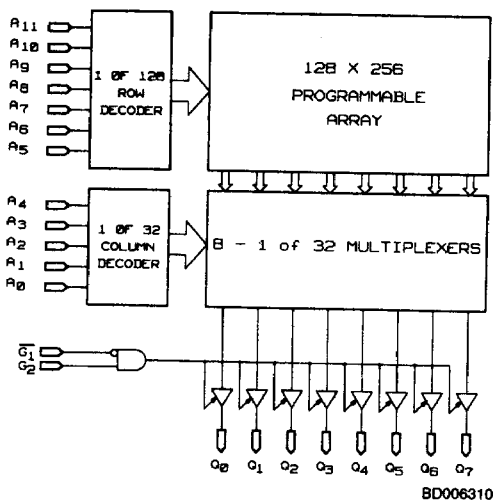 A11
A10
A9
A8
A7
A6
A5
1 OF 128
ROW
DECODER
128 X 256
PROGRAMMABLE
ARRAY
A4
A3
A2
A1
A0
1 OF 32
COLUMN
DECODER
8 - 1 of 32 MULTIPLEXERS
G̅1
G2
Q0 Q1 Q2 Q3 Q4 Q5 Q6 Q7
BD006310